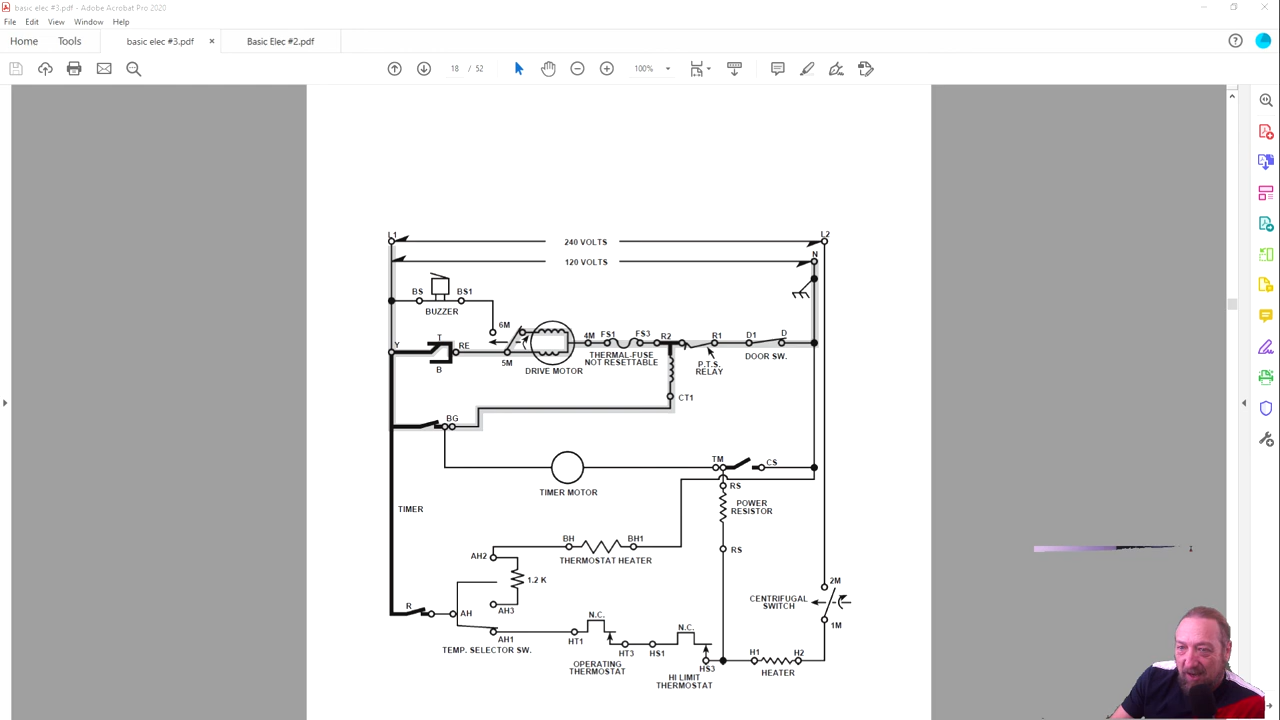 basic elec #3.pdf - Adobe Acrobat Pro 2020
File Edit View Window Help
Home Tools basic elec #3.pdf × Basic Elec #2.pdf
18 / 52 100%
L1 L2
240 VOLTS
N
120 VOLTS
BS BS1
BUZZER
6M
Y T RE 4M FS1 FS3 R2 R1 D1 D
B 5M
DRIVE MOTOR
THERMAL-FUSE
NOT RESETTABLE
P.T.S.
RELAY
DOOR SW.
CT1
BG
TM CS
TIMER MOTOR
RS
POWER
RESISTOR
TIMER
BH BH1
RS
AH2
THERMOSTAT HEATER
1.2 K
2M
CENTRIFUGAL
SWITCH
R AH AH3
N.C.
1M
N.C.
AH1 HT1
TEMP. SELECTOR SW.
HT3 HS1
H1 H2
OPERATING
THERMOSTAT
HS3
HEATER
HI LIMIT
THERMOSTAT